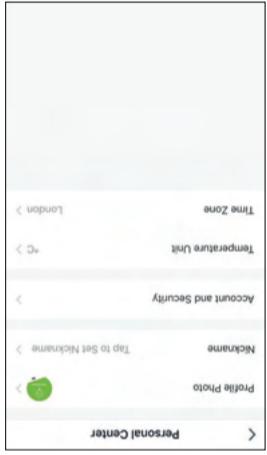 Personal Center
Profile Photo
Nickname Tap to Set Nickname
Account and Security
Temperature Unit °C
Time Zone London